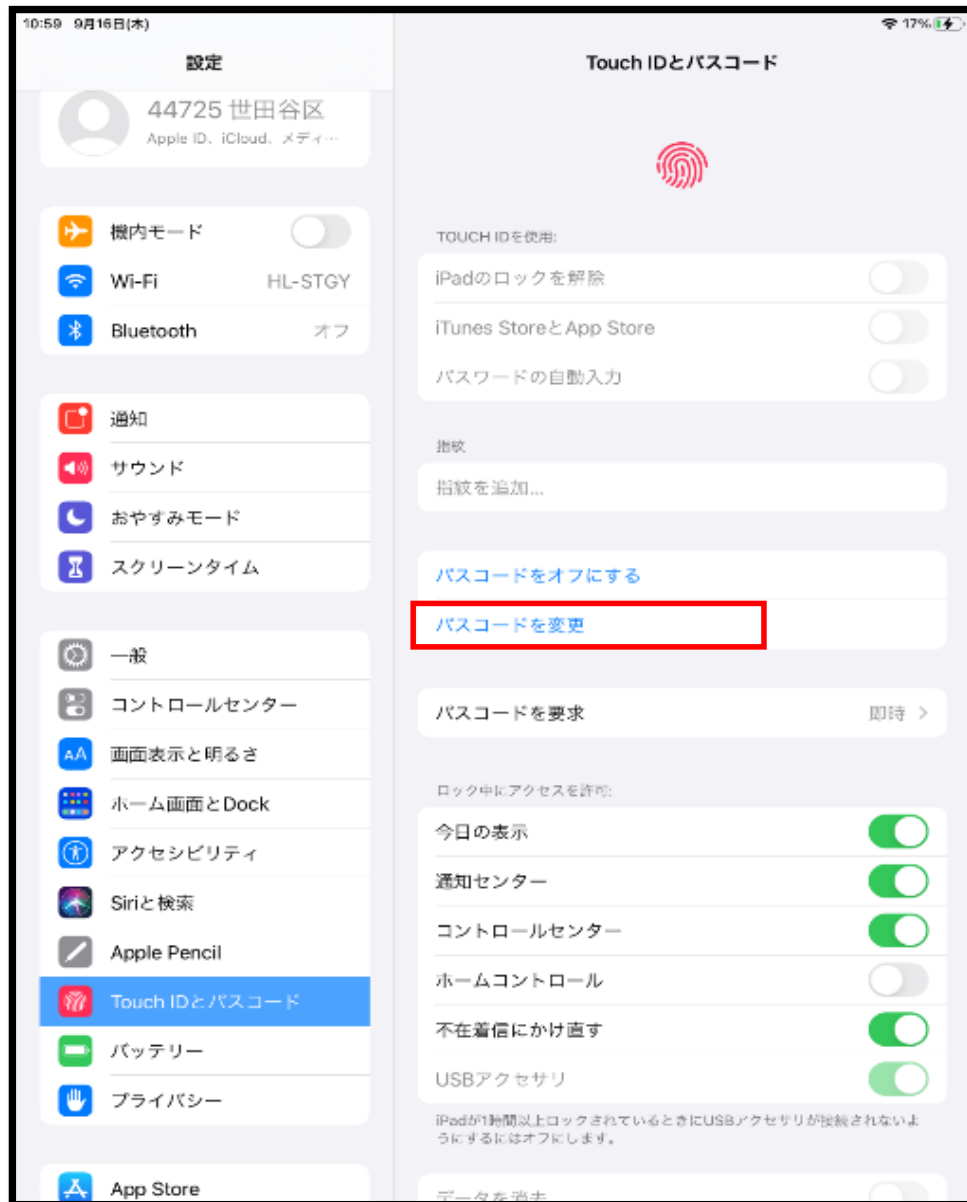 10:59 9月16日(木)
17%
設定
44725 世田谷区
Apple ID、iCloud、メディ…
機内モード
Wi-Fi HL-STGY
Bluetooth オフ
通知
サウンド
おやすみモード
スクリーンタイム
一般
コントロールセンター
AA 画面表示と明るさ
ホーム画面とDock
アクセシビリティ
Siriと検索
Apple Pencil
Touch IDとパスコード
バッテリー
プライバシー
App Store
Touch IDとパスコード
TOUCH IDを使用:
iPadのロックを解除
iTunes StoreとApp Store
パスワードの自動入力
指紋
指紋を追加...
パスコードをオフにする
パスコードを変更
パスコードを要求 即時
ロック中にアクセスを許可:
今日の表示
通知センター
コントロールセンター
ホームコントロール
不在着信にかけ直す
USBアクセサリ
iPadが1時間以上ロックされているときにUSBアクセサリが接続されないよ
うにするにはオフにします。
データを消去